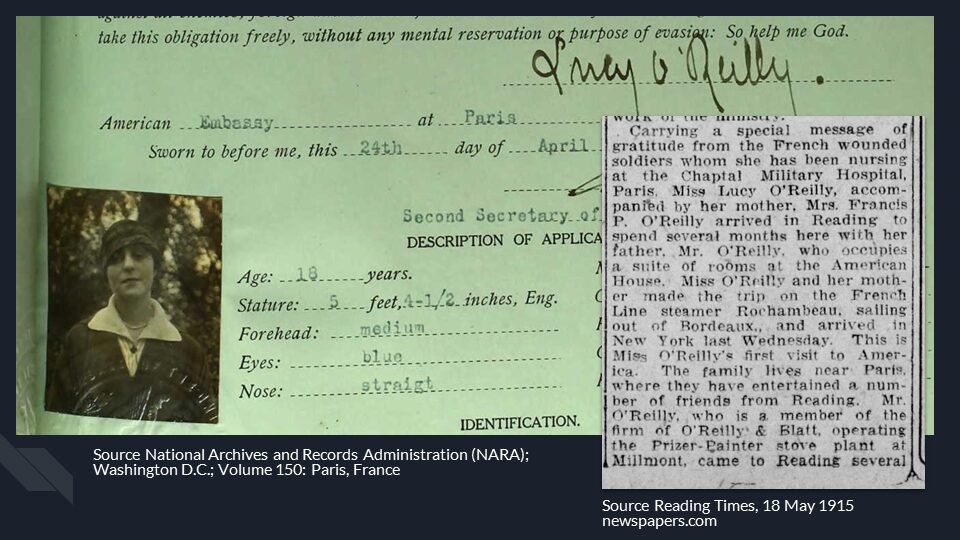 take this obligation freely, without any mental reservation or purpose of evasion: So help me God.
Lucy O'Reilly.
American Embassy at Paris
Sworn to before me, this 24th day of April
Second Secretary of
DESCRIPTION OF APPLICA
Age: 18 years.
Stature: 5 feet, 4-1/2 inches, Eng.
Forehead: medium
Eyes: blue
Nose: straigt
IDENTIFICATION.
work of the ministry.
Carrying a special message of
gratitude from the French wounded
soldiers whom she has been nursing
at the Chaptal Military Hospital,
Paris, Miss Lucy O'Reilly, accom-
panied by her mother, Mrs. Francis
P. O'Reilly arrived in Reading to
spend several months here with her
father, Mr. O'Reilly, who occupies
a suite of rooms at the American
House. Miss O'Reilly and her moth-
er made the trip on the French
Line steamer Rochambeau, sailing
out of Bordeaux, and arrived in
New York last Wednesday. This is
Miss O'Reilly's first visit to Amer-
ica. The family lives near Paris,
where they have entertained a num-
ber of friends from Reading. Mr.
O'Reilly, who is a member of the
firm of O'Reilly & Blatt, operating
the Prizer-Painter stove plant at
Millmont, came to Reading several
Source National Archives and Records Administration (NARA);
Washington D.C.; Volume 150: Paris, France
Source Reading Times, 18 May 1915
newspapers.com